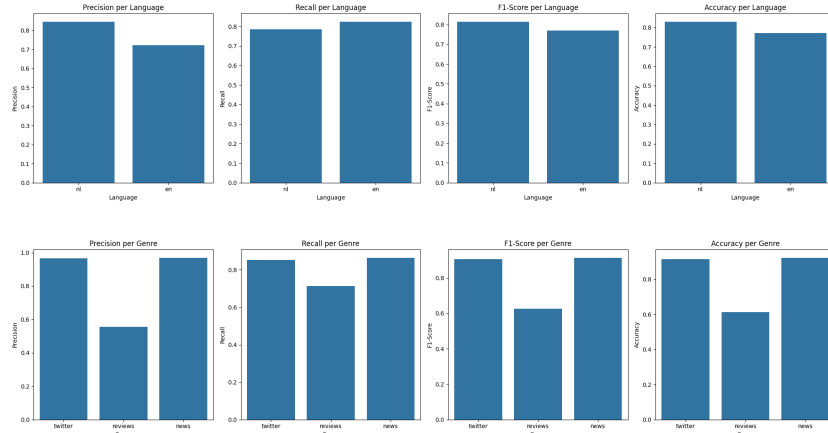 Precision per Language
Precision
0.8
0.7
0.6
0.5
0.4
0.3
0.2
0.1
0.0
nl
en
Language
Recall per Language
Recall
0.8
0.7
0.6
0.5
0.4
0.3
0.2
0.1
0.0
nl
en
Language
F1-Score per Language
F1-Score
0.8
0.7
0.6
0.5
0.4
0.3
0.2
0.1
0.0
nl
en
Language
Accuracy per Language
Accuracy
0.8
0.7
0.6
0.5
0.4
0.3
0.2
0.1
0.0
nl
en
Language
Precision per Genre
Precision
1.0
0.8
0.6
0.4
0.2
0.0
twitter
reviews
news
Recall per Genre
Recall
0.8
0.6
0.4
0.2
0.0
twitter
reviews
news
F1-Score per Genre
F1-Score
0.8
0.6
0.4
0.2
0.0
twitter
reviews
news
Accuracy per Genre
Accuracy
0.8
0.6
0.4
0.2
0.0
twitter
reviews
news